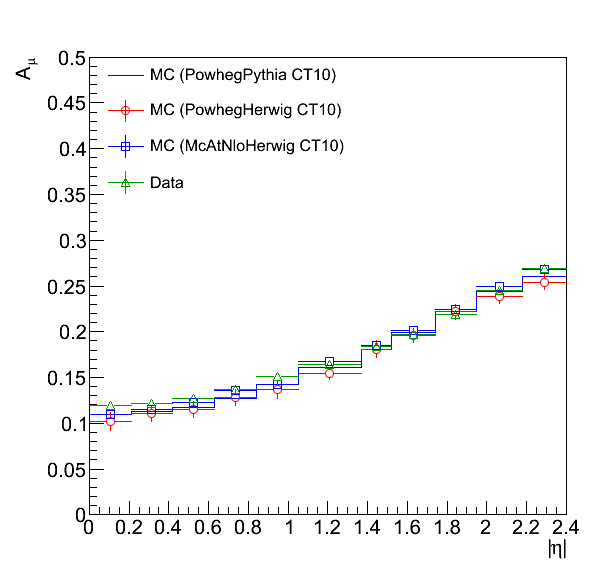 A μ
0.5
0.45
0.4
0.35
0.3
0.25
0.2
0.15
0.1
0.05
0
MC (PowhegPythia CT10)
MC (PowhegHerwig CT10)
MC (McAtNloHerwig CT10)
Data
0 0.2 0.4 0.6 0.8 1 1.2 1.4 1.6 1.8 2 2.2 2.4
|η|